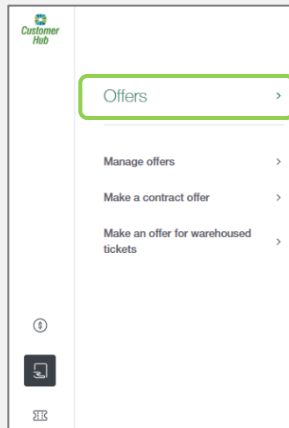 Customer
Hub
Offers
Manage offers
Make a contract offer
Make an offer for warehoused
tickets